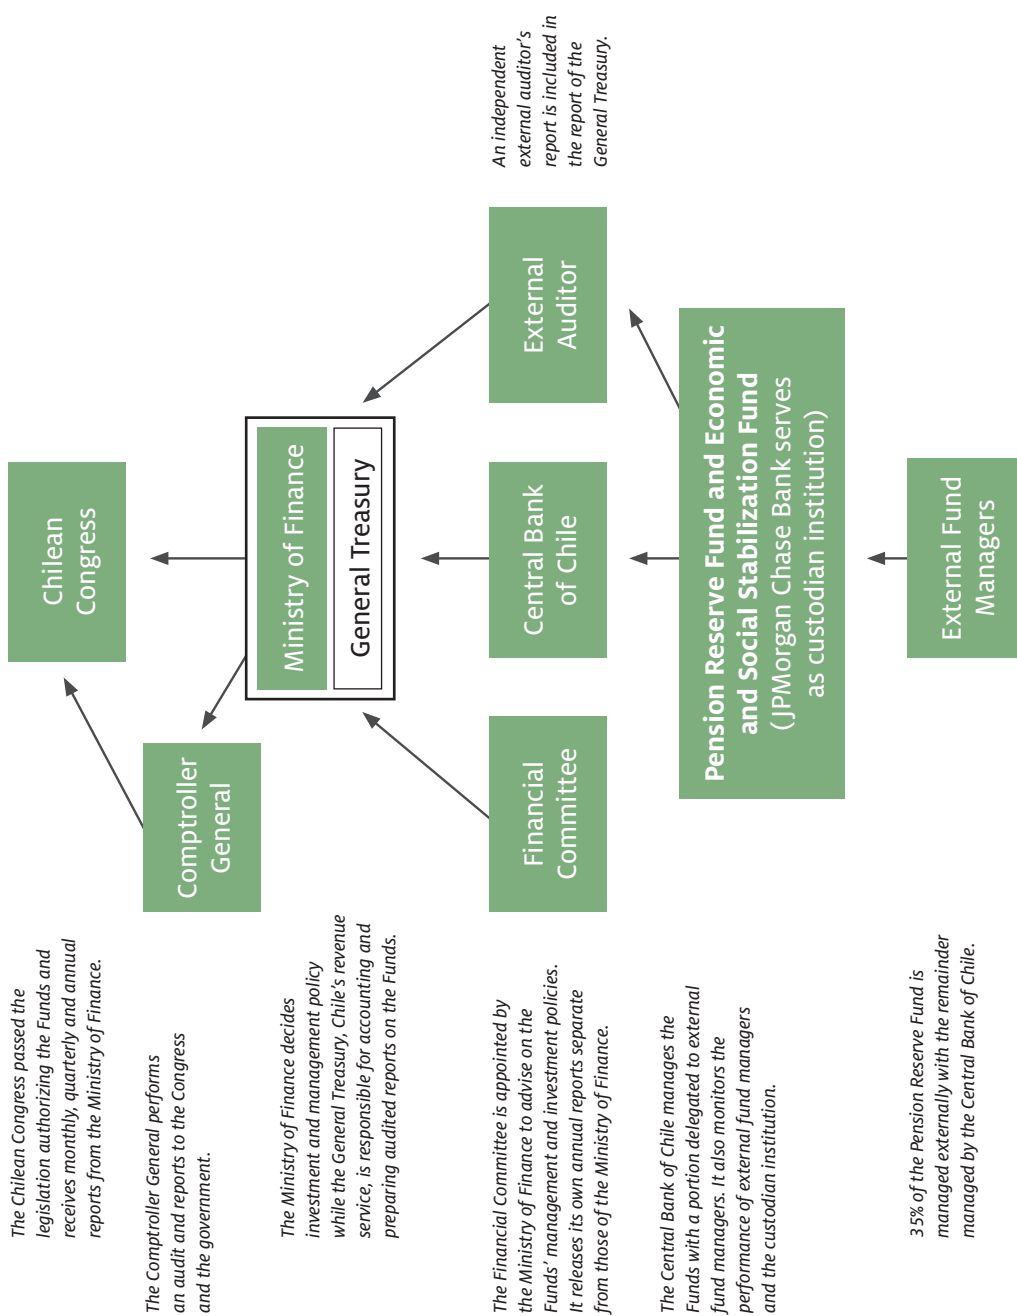 The Chilean Congress passed the
legislation authorizing the Funds and
receives monthly, quarterly and annual
reports from the Ministry of Finance.
Chilean
Congress
The Comptroller General performs
an audit and reports to the Congress
and the government.
Comptroller
General
The Ministry of Finance decides
investment and management policy
while the General Treasury, Chile's revenue
service, is responsible for accounting and
preparing audited reports on the Funds.
Ministry of Finance
General Treasury
The Financial Committee is appointed by
the Ministry of Finance to advise on the
Funds' management and investment policies.
It releases its own annual reports separate
from those of the Ministry of Finance.
Financial
Committee
Central Bank
of Chile
External
Auditor
An independent
external auditor's
report is included in
the report of the
General Treasury.
The Central Bank of Chile manages the
Funds with a portion delegated to external
fund managers. It also monitors the
performance of external fund managers
and the custodian institution.
Pension Reserve Fund and Economic
and Social Stabilization Fund
(JPMorgan Chase Bank serves
as custodian institution)
35% of the Pension Reserve Fund is
managed externally with the remainder
managed by the Central Bank of Chile.
External Fund
Managers